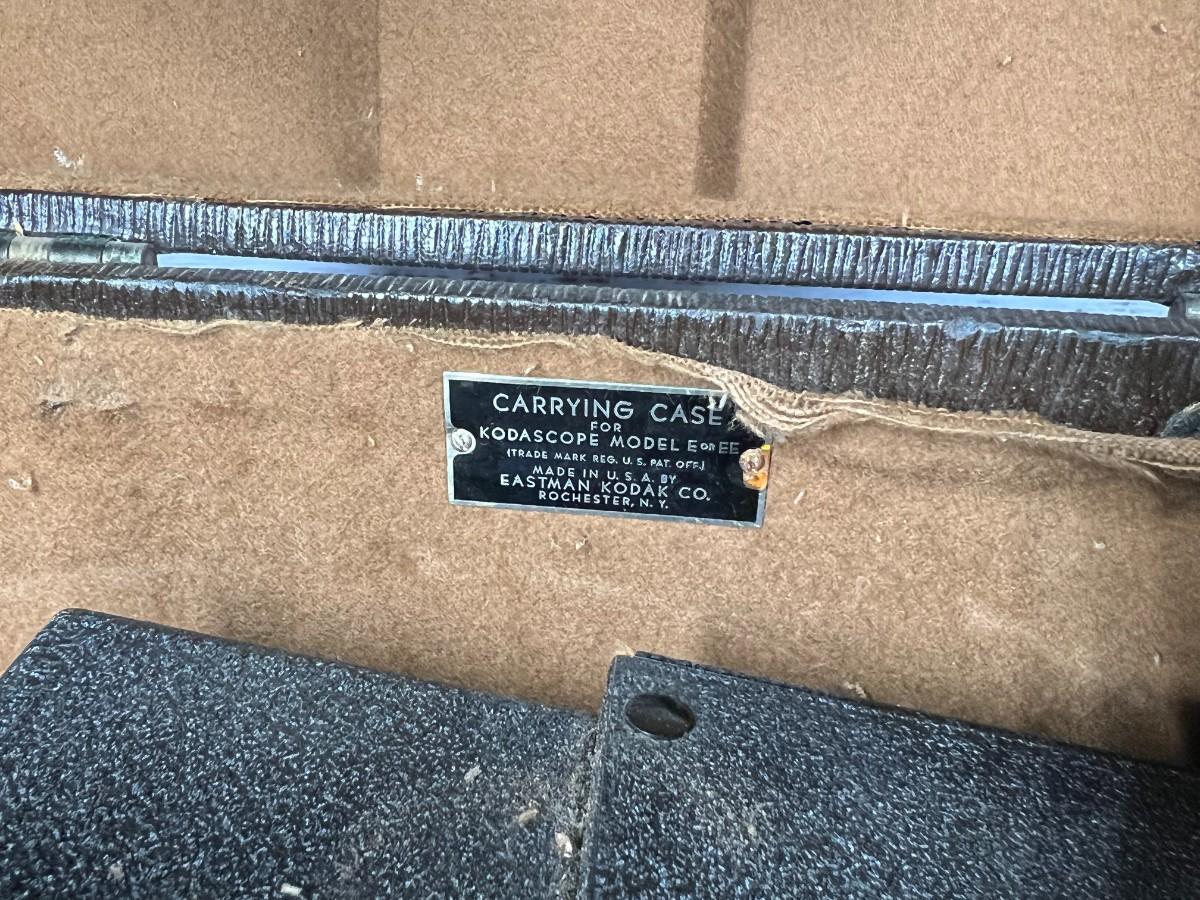 CARRYING CASE
FOR
KODASCOPE MODEL E OR EE
(TRADE MARK REG. U. S. PAT. OFF.)
MADE IN U. S. A. BY
EASTMAN KODAK CO.
ROCHESTER, N. Y.